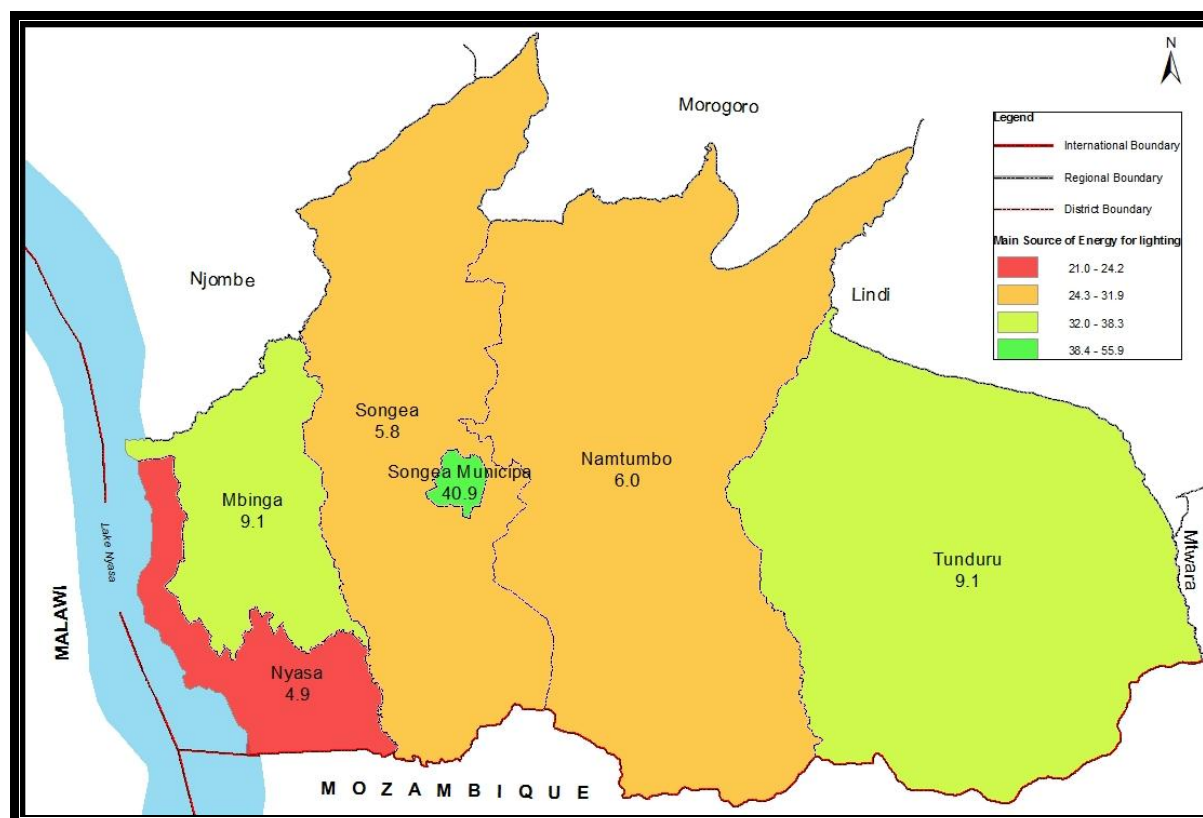 N
Morogoro
Legend
International Boundary
Regional Boundary
District Boundary
Main Source of Energy for lighting
21.0 - 24.2
24.3 - 31.9
32.0 - 38.3
38.4 - 55.9
Njombe
Lindi
Songea
5.8
Songea Municipa
40.9
Namtumbo
6.0
Mbinga
9.1
Tunduru
9.1
Mtwara
Lake Nyasa
MALAWI
Nyasa
4.9
MOZAMBIQUE